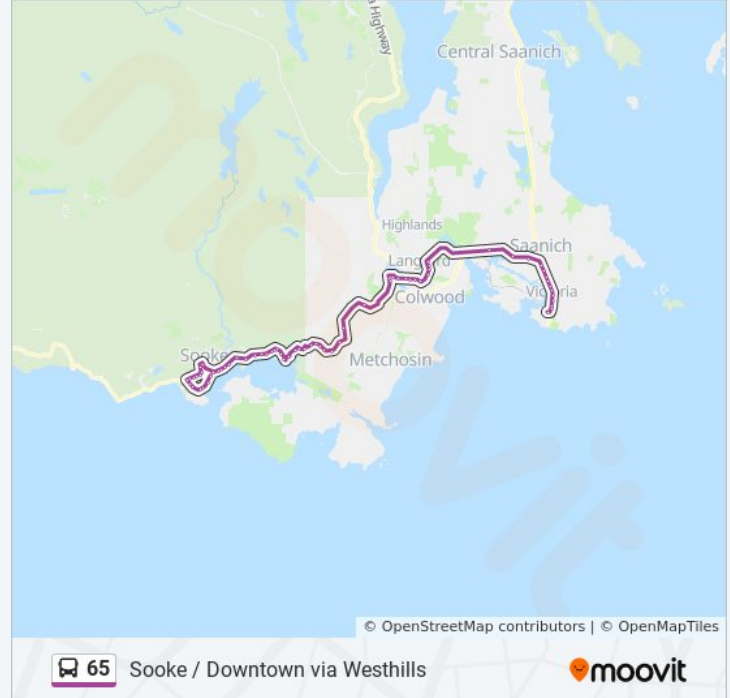 a Highway
Central Saanich
Highlands
Saanich
Langford
Victoria
Colwood
Sooke
Metchosin
moovit
© OpenStreetMap contributors | © OpenMapTiles
65 Sooke / Downtown via Westhills
moovit